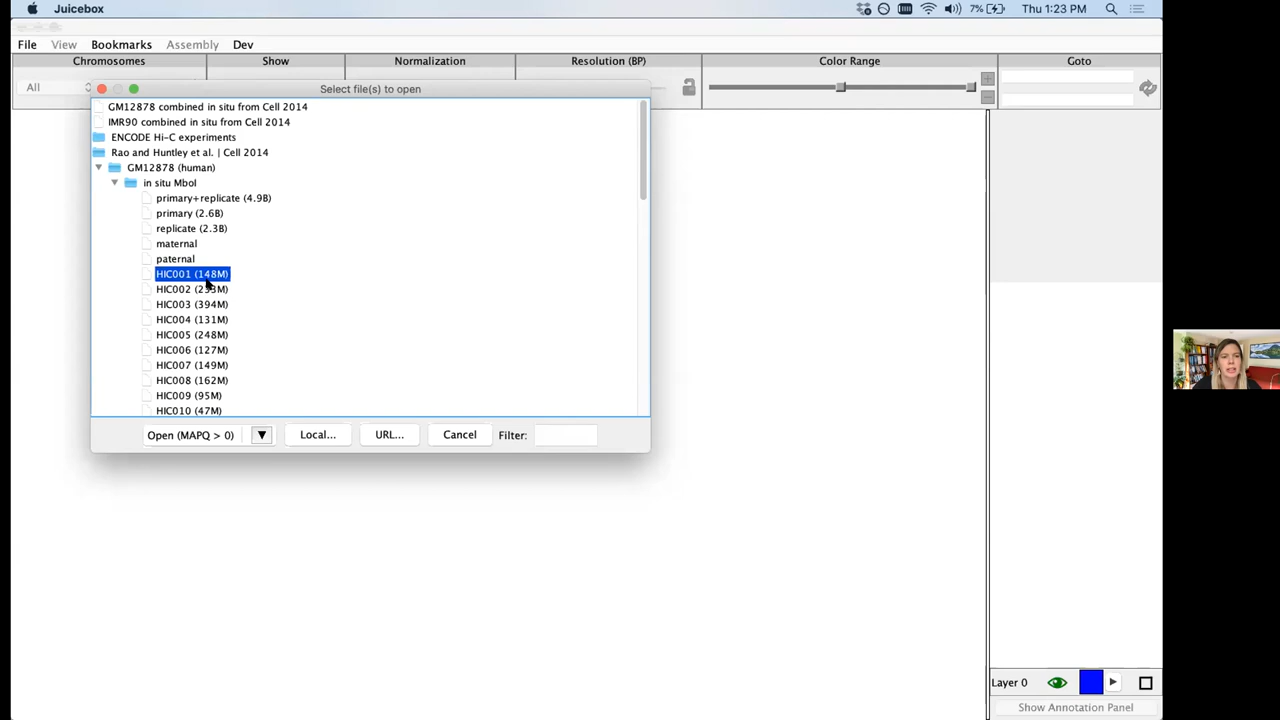 Juicebox
7%
Thu 1:23 PM
File
View
Bookmarks
Assembly
Dev
Chromosomes
Show
Normalization
Resolution (BP)
Color Range
Goto
All
Select file(s) to open
GM12878 combined in situ from Cell 2014
IMR90 combined in situ from Cell 2014
ENCODE Hi-C experiments
Rao and Huntley et al. | Cell 2014
GM12878 (human)
in situ MboI
primary+replicate (4.9B)
primary (2.6B)
replicate (2.3B)
maternal
paternal
HIC001 (148M)
HIC002
HIC003 (394M)
HIC004 (131M)
HIC005 (248M)
HIC006 (127M)
HIC007 (149M)
HIC008 (162M)
HIC009 (95M)
HIC010 (47M)
Open (MAPQ > 0)
Local...
URL...
Cancel
Filter:
Layer 0
Show Annotation Panel